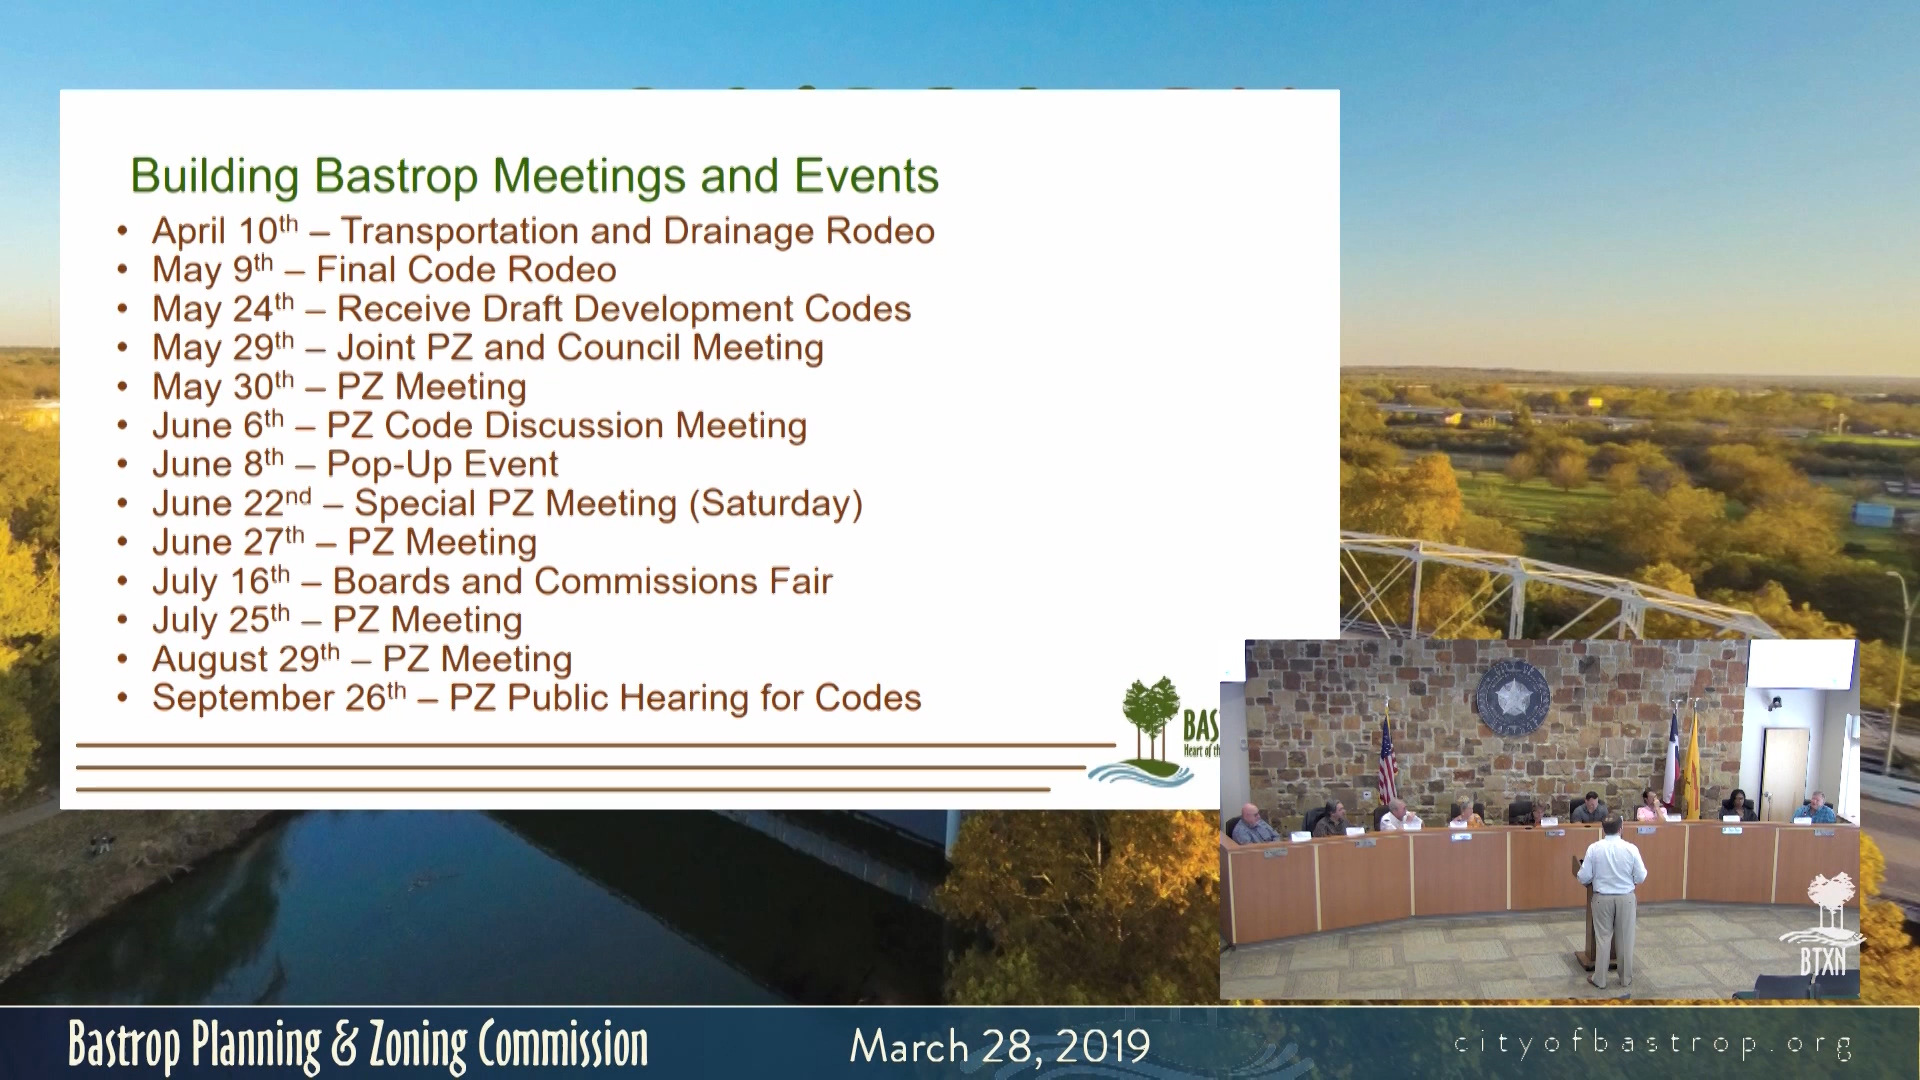 Building Bastrop Meetings and Events
• April 10th – Transportation and Drainage Rodeo
• May 9th – Final Code Rodeo
• May 24th – Receive Draft Development Codes
• May 29th – Joint PZ and Council Meeting
• May 30th – PZ Meeting
• June 6th – PZ Code Discussion Meeting
• June 8th – Pop-Up Event
• June 22nd – Special PZ Meeting (Saturday)
• June 27th – PZ Meeting
• July 16th – Boards and Commissions Fair
• July 25th – PZ Meeting
• August 29th – PZ Meeting
• September 26th – PZ Public Hearing for Codes
BAS
Heart of th
BTXN
Bastrop Planning & Zoning Commission
March 28, 2019
cityofbastrop.org